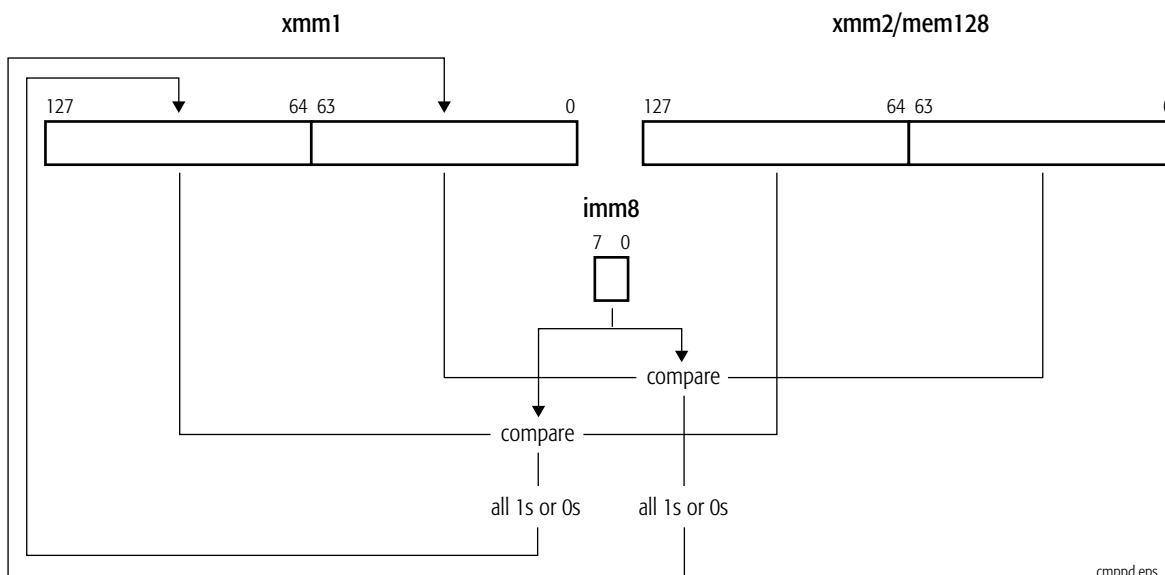 xmm1 xmm2/mem128
127 64 63 0 127 64 63
imm8
7 0
compare
compare
all 1s or 0s all 1s or 0s
cmppd.eps